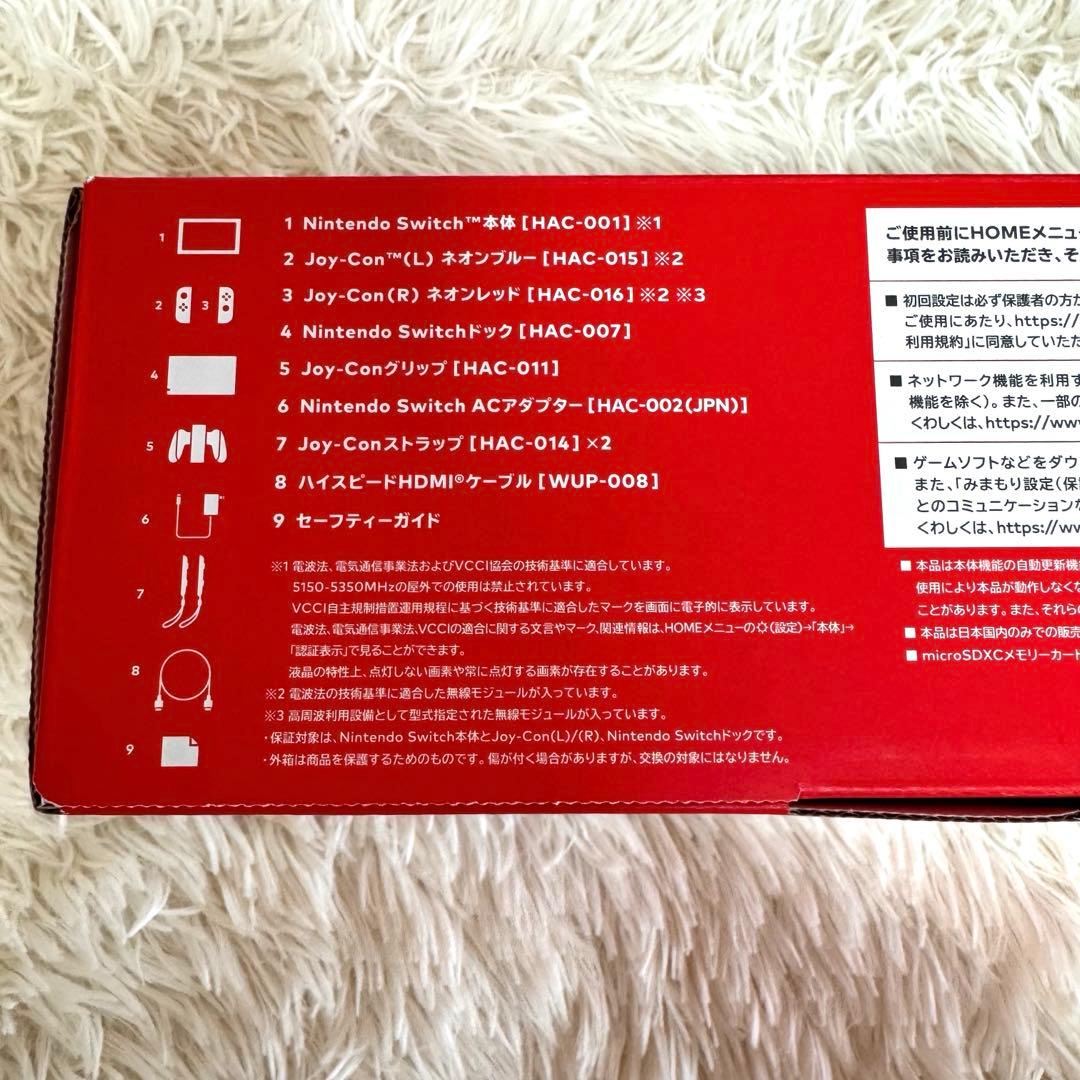 1 Nintendo Switch™本体 [HAC-001] ※1
2 Joy-Con™(L) ネオンブルー [HAC-015] ※2
3 Joy-Con(R) ネオンレッド [HAC-016] ※2 ※3
4 Nintendo Switchドック [HAC-007]
5 Joy-Conグリップ [HAC-011]
6 Nintendo Switch ACアダプター [HAC-002(JPN)]
7 Joy-Conストラップ [HAC-014] ×2
8 ハイスピードHDMI®ケーブル [WUP-008]
9 セーフティーガイド
1
2
3
4
5
6
7
8
9
※1 電波法、電気通信事業法およびVCCI協会の技術基準に適合しています。
5150-5350MHzの屋外での使用は禁止されています。
VCCI自主規制措置運用規程に基づく技術基準に適合したマークを画面に電子的に表示しています。
電波法、電気通信事業法、VCCIの適合に関する文言やマーク、関連情報は、HOMEメニューの(設定)→「本体」→
「認証表示」で見ることができます。
液晶の特性上、点灯しない画素や常に点灯する画素が存在することがあります。
※2 電波法の技術基準に適合した無線モジュールが入っています。
※3 高周波利用設備として型式指定された無線モジュールが入っています。
・保証対象は、Nintendo Switch本体とJoy-Con(L)/(R)、Nintendo Switchドックです。
・外箱は商品を保護するためのものです。傷が付く場合がありますが、交換の対象にはなりません。
ご使用前にHOMEメニュー
事項をお読みいただき、そ
■ 初回設定は必ず保護者の方が
ご使用にあたり、https://
利用規約」に同意していただ
■ ネットワーク機能を利用す
機能を除く)。また、一部の
くわしくは、https://ww
■ ゲームソフトなどをダウ
また、「みまもり設定(保
とのコミュニケーション
くわしくは、https://ww
■ 本品は本体機能の自動更新機
使用により本品が動作しなくな
ことがあります。また、それらの
■ 本品は日本国内のみでの販売
■ microSDXCメモリーカード